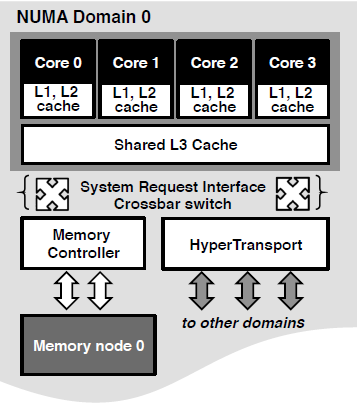 NUMA Domain 0
Core 0 Core 1 Core 2 Core 3
L1, L2 L1, L2 L1, L2 L1, L2
cache cache cache cache
Shared L3 Cache
System Request Interface
Crossbar switch
Memory
Controller
HyperTransport
to other domains
Memory node 0